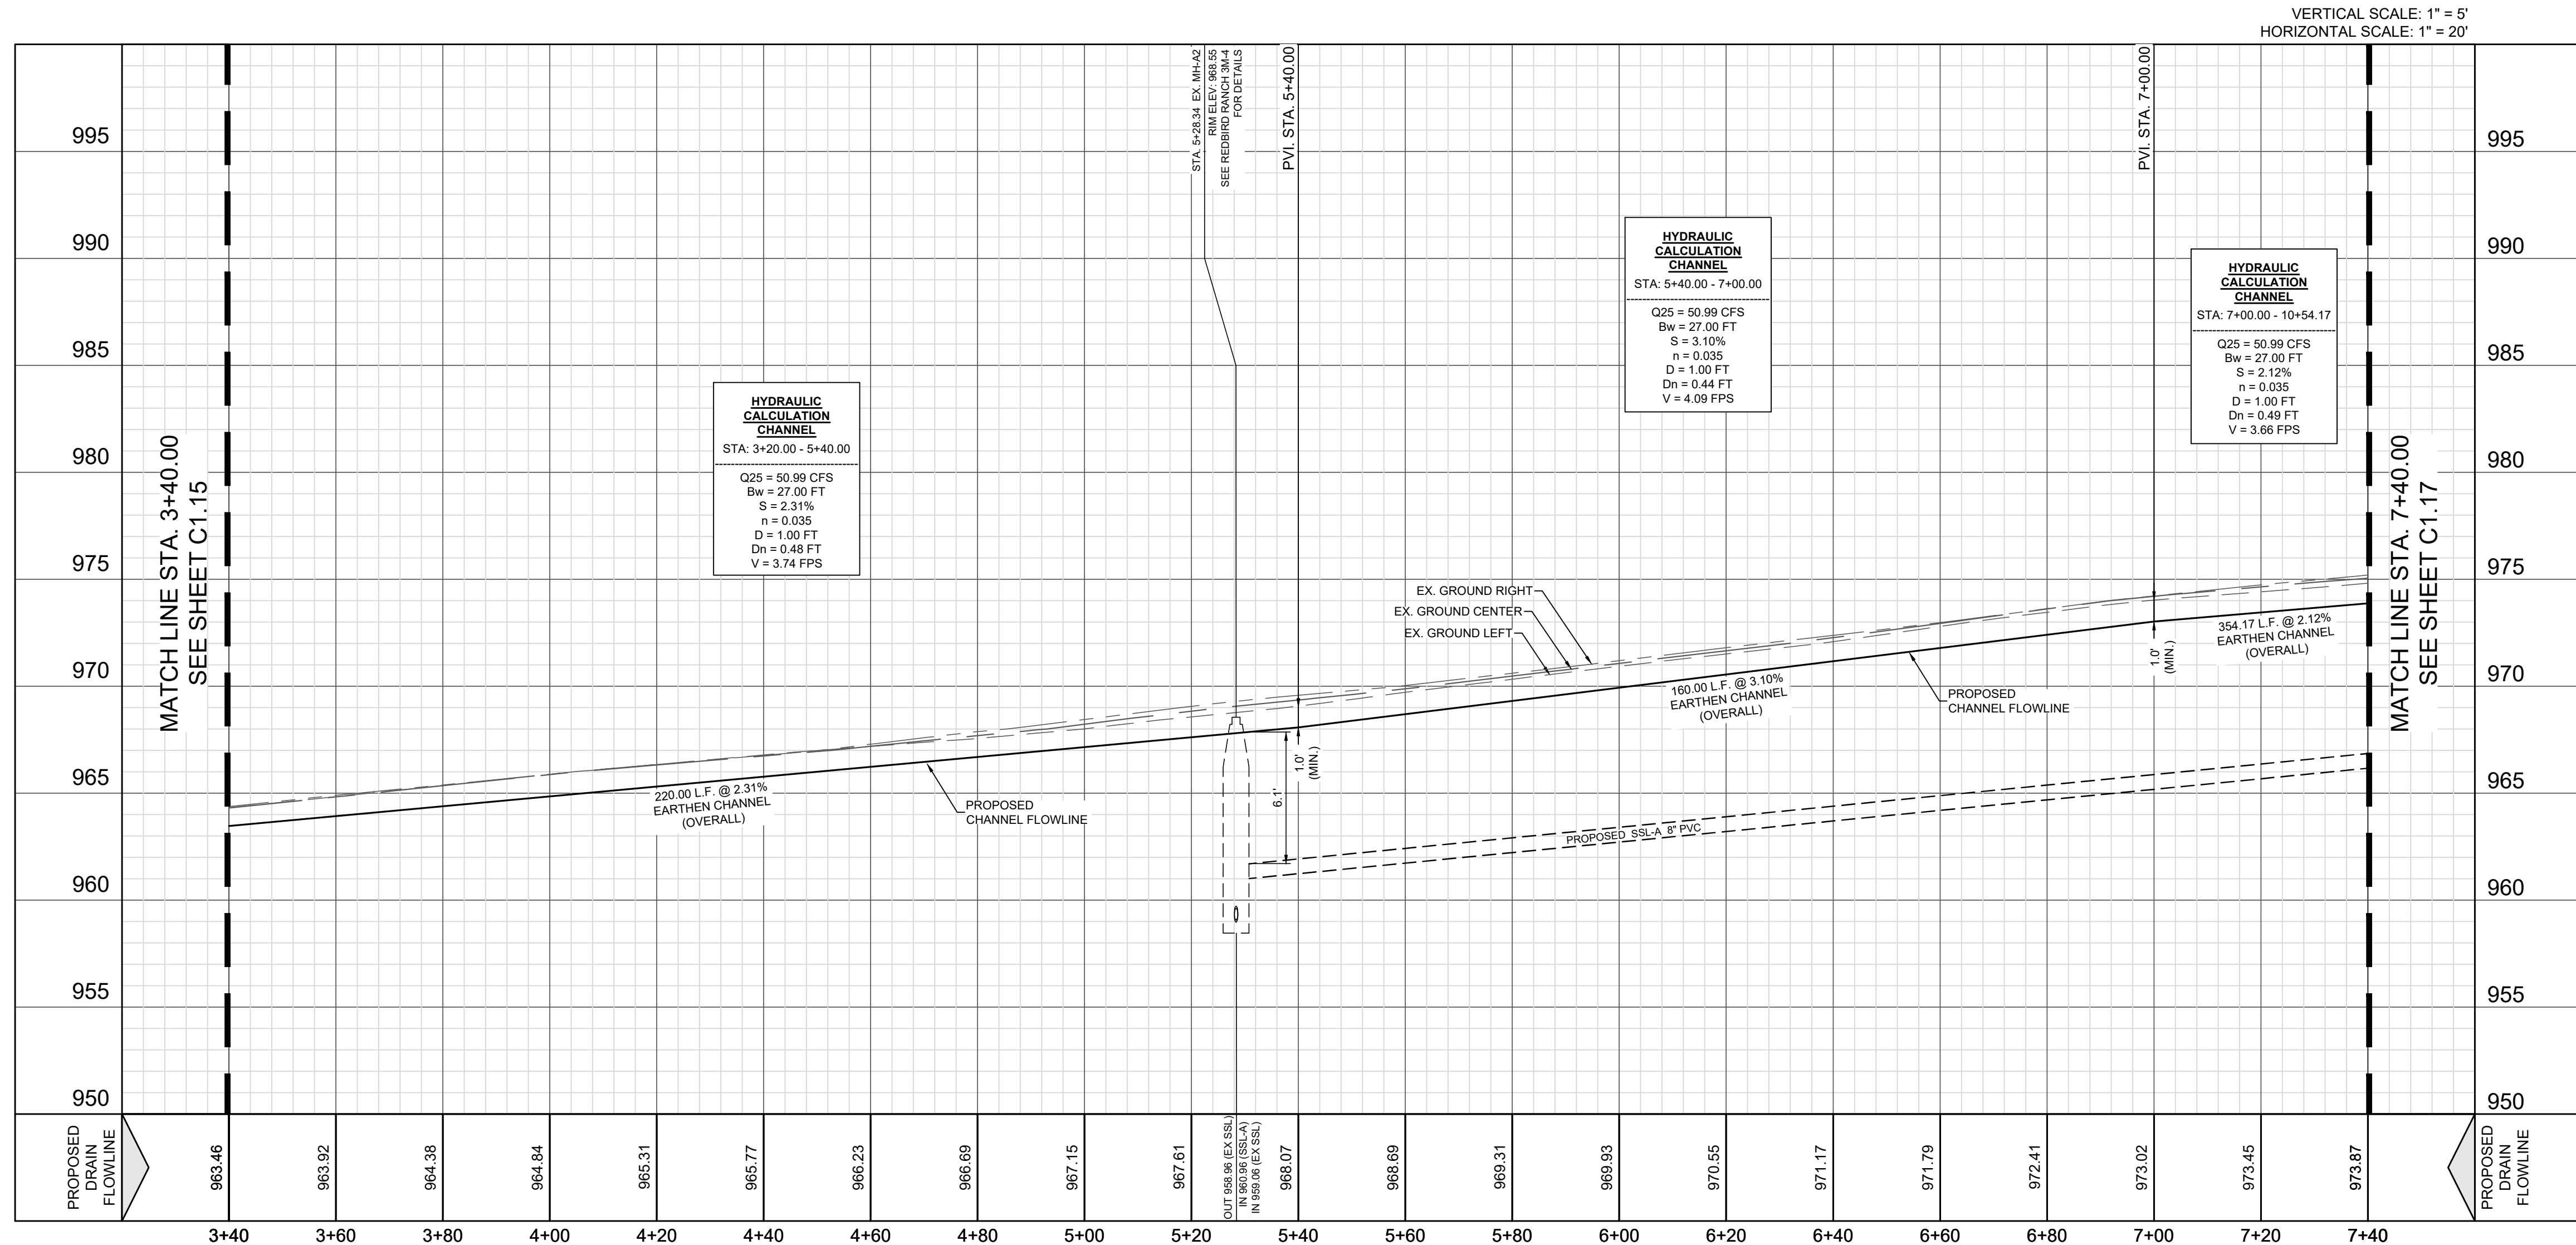 VERTICAL SCALE: 1" = 5'
HORIZONTAL SCALE: 1" = 20'
STA. 5+28.34  EX. MH-A2
RIM ELEV: 968.55
SEE REDBIRD RANCH 3M-4
FOR DETAILS
PVI. STA. 5+40.00
PVI. STA. 7+00.00
995
990
985
980
975
970
965
960
955
950
995
990
985
980
975
970
965
960
955
950
MATCH LINE STA. 3+40.00
SEE SHEET C1.15
HYDRAULIC
CALCULATION
CHANNEL
STA: 3+20.00 - 5+40.00
Q25 = 50.99 CFS
Bw = 27.00 FT
S = 2.31%
n = 0.035
D = 1.00 FT
Dn = 0.48 FT
V = 3.74 FPS
HYDRAULIC
CALCULATION
CHANNEL
STA: 5+40.00 - 7+00.00
Q25 = 50.99 CFS
Bw = 27.00 FT
S = 3.10%
n = 0.035
D = 1.00 FT
Dn = 0.44 FT
V = 4.09 FPS
HYDRAULIC
CALCULATION
CHANNEL
STA: 7+00.00 - 10+54.17
Q25 = 50.99 CFS
Bw = 27.00 FT
S = 2.12%
n = 0.035
D = 1.00 FT
Dn = 0.49 FT
V = 3.66 FPS
MATCH LINE STA. 7+40.00
SEE SHEET C1.17
EX. GROUND RIGHT
EX. GROUND CENTER
EX. GROUND LEFT
220.00 L.F. @ 2.31%
EARTHEN CHANNEL
(OVERALL)
PROPOSED
CHANNEL FLOWLINE
6.1'
1.0'
(MIN.)
160.00 L.F. @ 3.10%
EARTHEN CHANNEL
(OVERALL)
PROPOSED
CHANNEL FLOWLINE
1.0'
(MIN.)
354.17 L.F. @ 2.12%
EARTHEN CHANNEL
(OVERALL)
PROPOSED  SSL-A  8" PVC
PROPOSED
DRAIN
FLOWLINE
963.46
963.92
964.38
964.84
965.31
965.77
966.23
966.69
967.15
967.61
OUT 958.96 (EX SSL)
IN 960.96 (SSL-A)
IN 959.06 (EX SSL)
968.07
968.69
969.31
969.93
970.55
971.17
971.79
972.41
973.02
973.45
973.87
PROPOSED
DRAIN
FLOWLINE
3+40
3+60
3+80
4+00
4+20
4+40
4+60
4+80
5+00
5+20
5+40
5+60
5+80
6+00
6+20
6+40
6+60
6+80
7+00
7+20
7+40